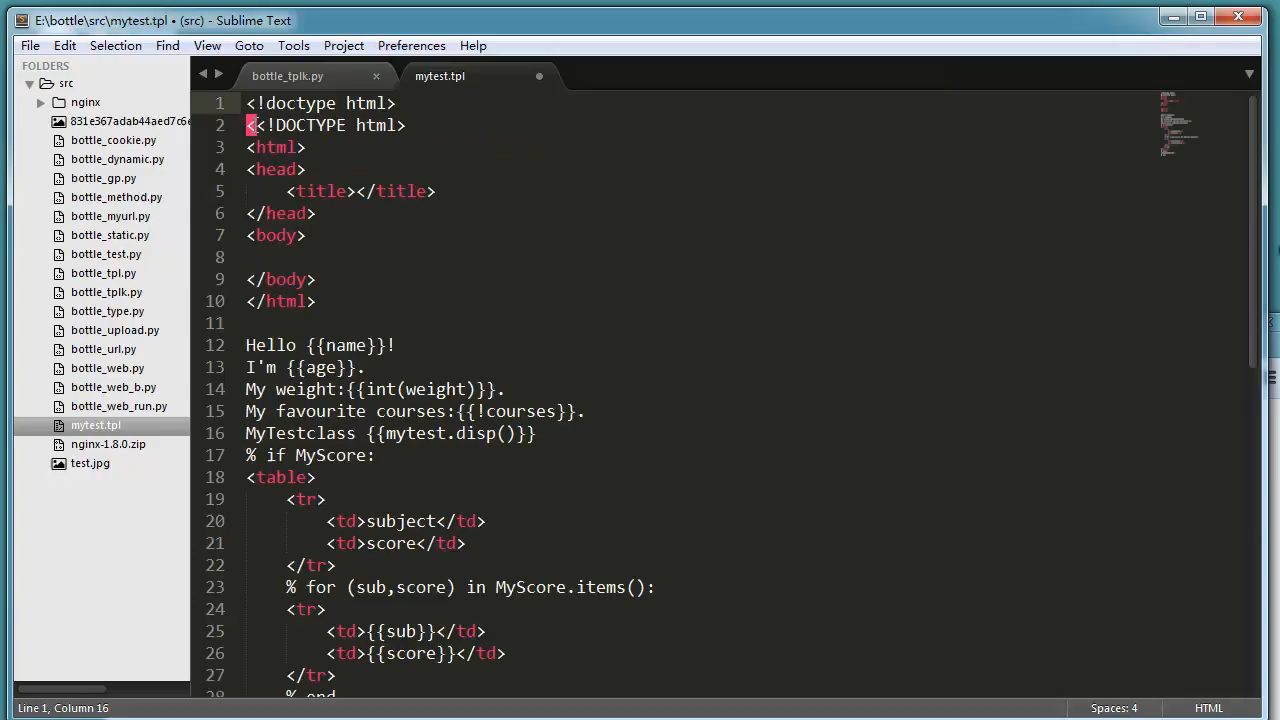 E:\bottle\src\mytest.tpl • (src) - Sublime Text
File Edit Selection Find View Goto Tools Project Preferences Help
FOLDERS
src
nginx
831e367adab44aed7c6e
bottle_cookie.py
bottle_dynamic.py
bottle_gp.py
bottle_method.py
bottle_myurl.py
bottle_static.py
bottle_test.py
bottle_tpl.py
bottle_tplk.py
bottle_type.py
bottle_upload.py
bottle_url.py
bottle_web.py
bottle_web_b.py
bottle_web_run.py
mytest.tpl
nginx-1.8.0.zip
test.jpg
bottle_tplk.py × mytest.tpl
1 <!doctype html>
2 <<!DOCTYPE html>
3 <html>
4 <head>
5 <title></title>
6 </head>
7 <body>
8
9 </body>
10 </html>
11
12 Hello {{name}}!
13 I'm {{age}}.
14 My weight:{{int(weight)}}.
15 My favourite courses:{{!courses}}.
16 MyTestclass {{mytest.disp()}}
17 % if MyScore:
18 <table>
19 <tr>
20 <td>subject</td>
21 <td>score</td>
22 </tr>
23 % for (sub,score) in MyScore.items():
24 <tr>
25 <td>{{sub}}</td>
26 <td>{{score}}</td>
27 </tr>
28 % end
Line 1, Column 16 Spaces: 4 HTML